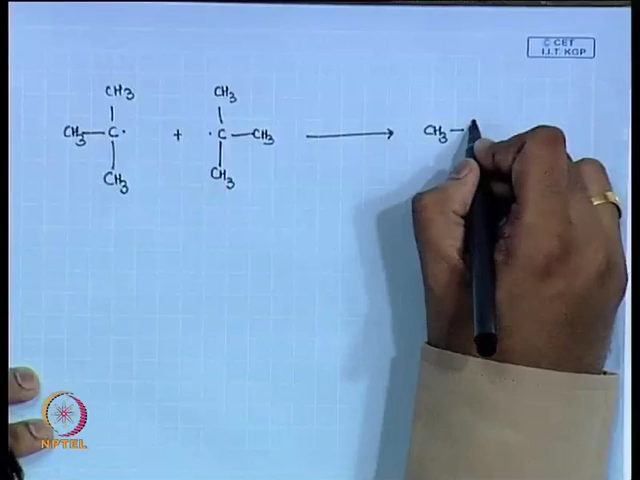 © CET
I.I.T. KGP
CH3 CH3
CH3—C· + ·C—CH3 ⟶ CH3—
CH3 CH3
NPTEL